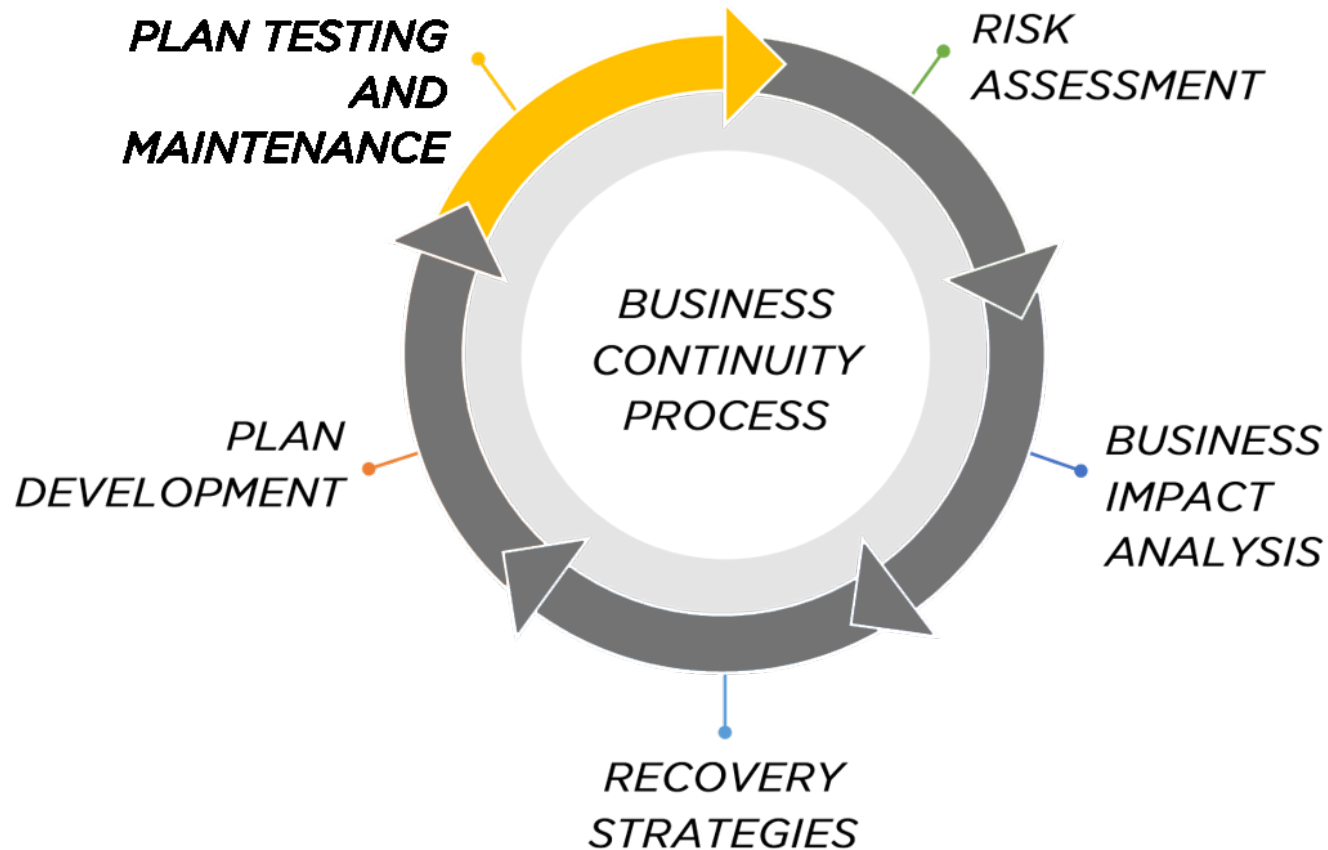 PLAN TESTING
AND
MAINTENANCE
RISK
ASSESSMENT
BUSINESS
CONTINUITY
PROCESS
PLAN
DEVELOPMENT
BUSINESS
IMPACT
ANALYSIS
RECOVERY
STRATEGIES